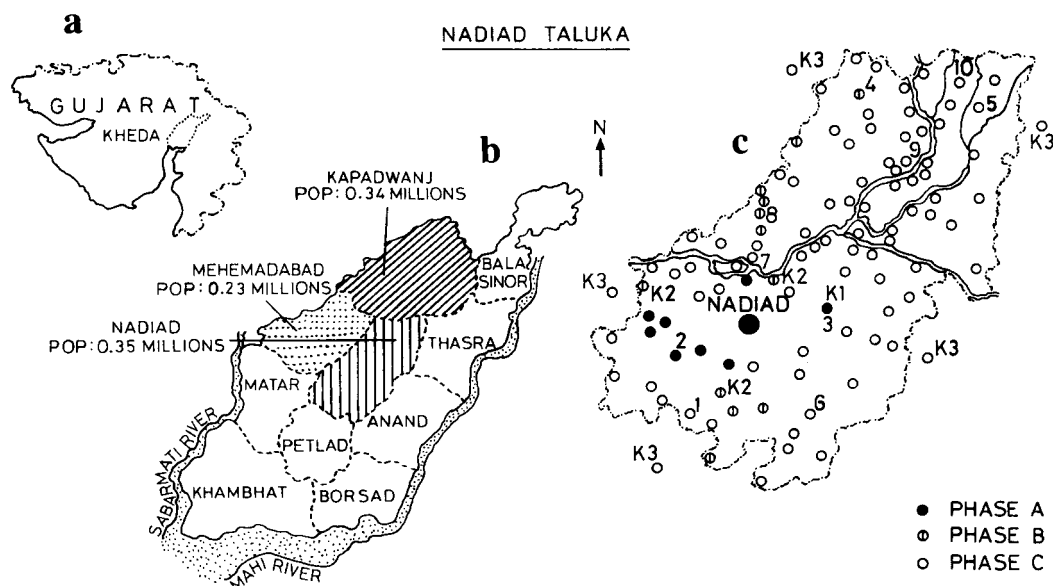 NADIAD TALUKA
a
GUJARAT
KHEDA
b
KAPADWANJ
POP: 0.34 MILLIONS
MEHEMADABAD
POP: 0.23 MILLIONS
NADIAD
POP: 0.35 MILLIONS
BALA
SINOR
THASRA
MATAR
ANAND
PETLAD
KHAMBHAT
BORSAD
SABARMATI RIVER
MAHI RIVER
N
c
K3
4
10
5
K3
9
8
7
K3
K2
K2
NADIAD
K1
3
2
K3
K2
1
6
K3
PHASE A
PHASE B
PHASE C